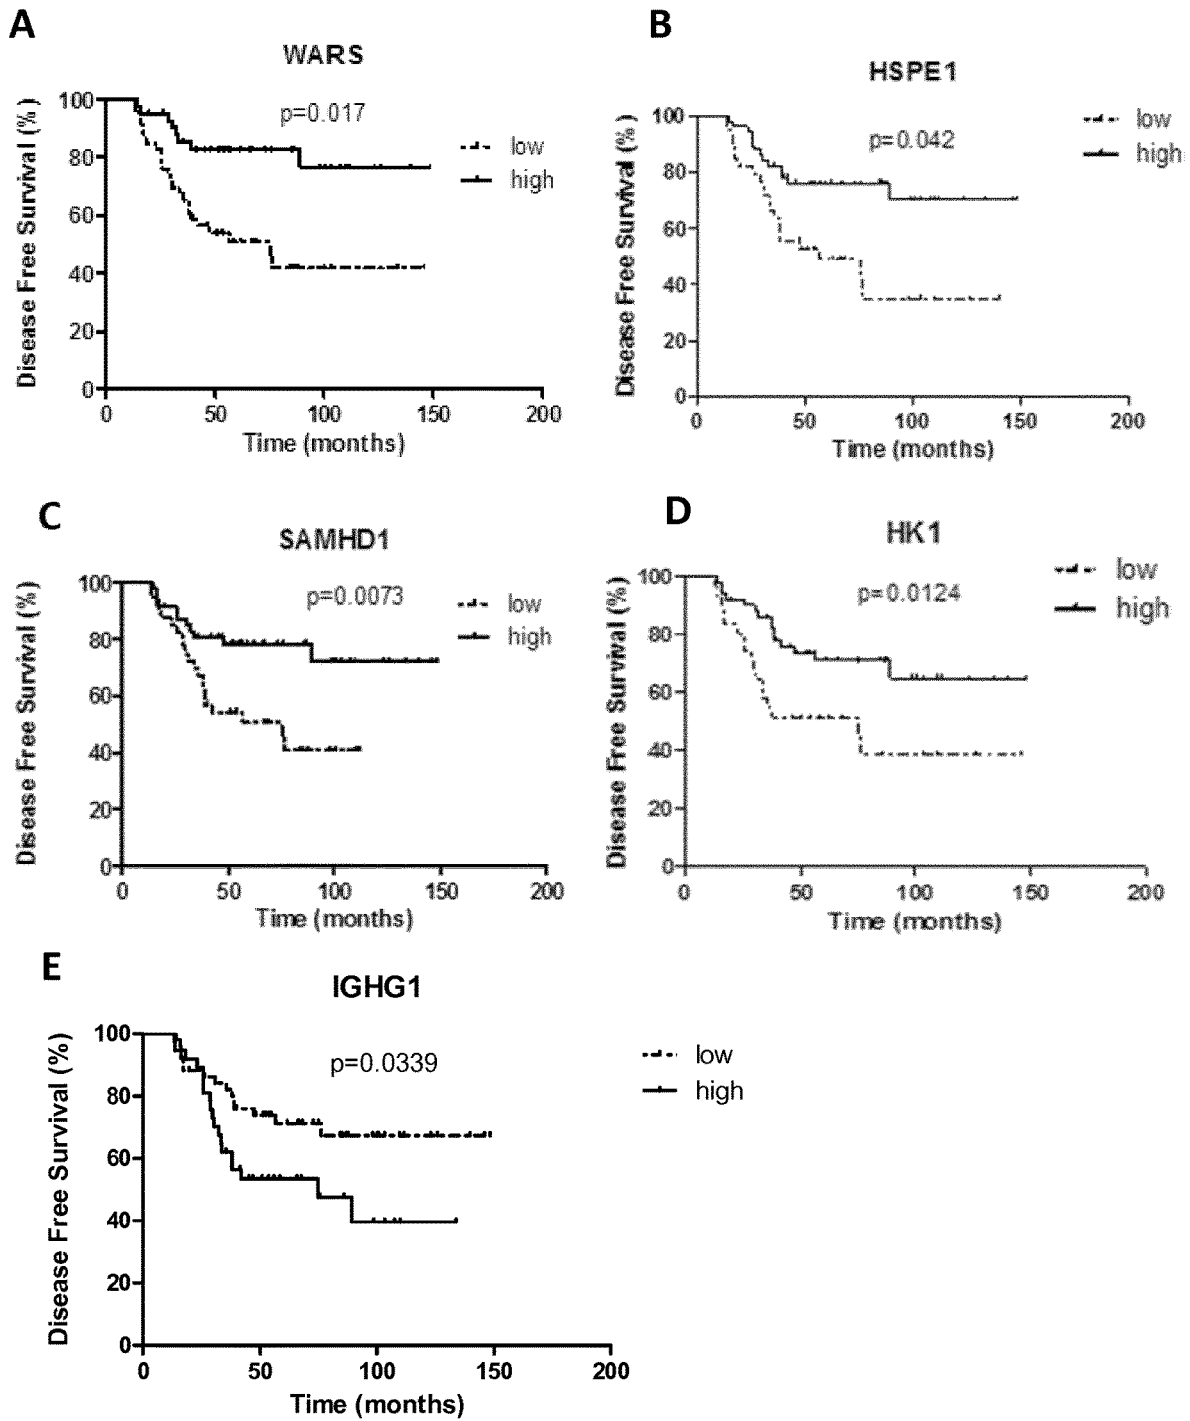 A
WARS
p=0.017
Disease Free Survival (%)
100
80
60
40
20
0
0 50 100 150 200
Time (months)
low
high
B
HSPE1
p=0.042
Disease Free Survival (%)
100
80
60
40
20
0
0 50 100 150 200
Time (months)
low
high
C
SAMHD1
p=0.0073
Disease Free Survival (%)
100
80
60
40
20
0
0 50 100 150 200
Time (months)
low
high
D
HK1
p=0.0124
Disease Free Survival (%)
100
80
60
40
20
0
0 50 100 150 200
Time (months)
low
high
E
IGHG1
p=0.0339
Disease Free Survival (%)
100
80
60
40
20
0
0 50 100 150 200
Time (months)
low
high